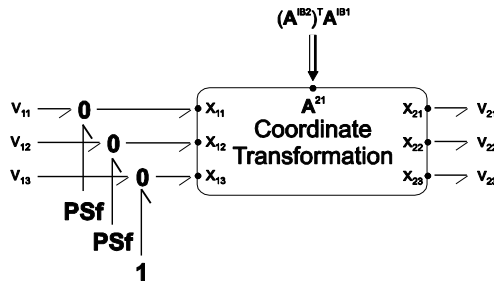 (A^IB2)^T A^IB1
V11 0 X11 A^21 X21 V21
V12 0 X12 Coordinate X22 V22
V13 0 X13 Transformation X23 V22
PSf
PSf
1